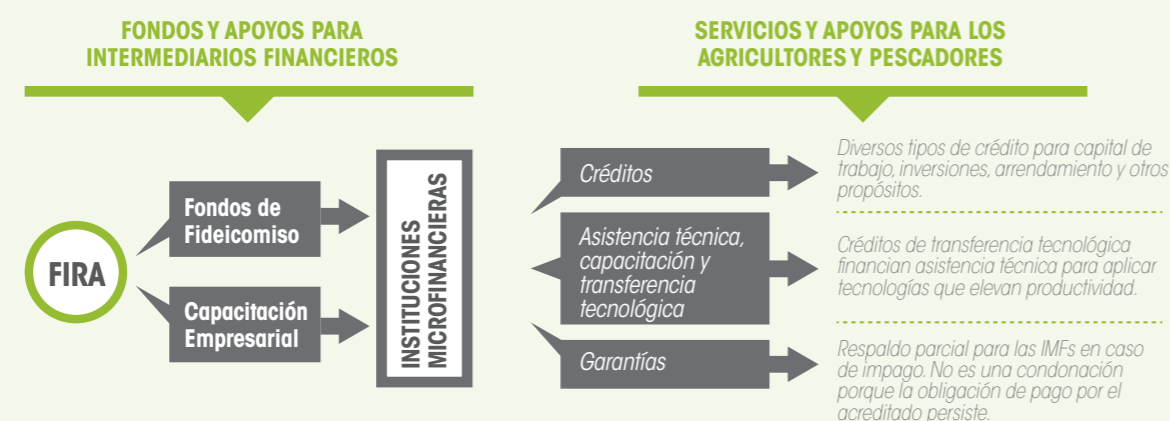 FONDOS Y APOYOS PARA
INTERMEDIARIOS FINANCIEROS
FIRA
Fondos de
Fideicomiso
Capacitación
Empresarial
INSTITUCIONES
MICROFINANCIERAS
SERVICIOS Y APOYOS PARA LOS
AGRICULTORES Y PESCADORES
Créditos
Diversos tipos de crédito para capital de
trabajo, inversiones, arrendamiento y otros
propósitos.
Asistencia técnica,
capacitación y
transferencia
tecnológica
Créditos de transferencia tecnológica
financian asistencia técnica para aplicar
tecnologías que elevan productividad.
Garantías
Respaldo parcial para las IMFs en caso
de impago. No es una condonación
porque la obligación de pago por el
acreditado persiste.